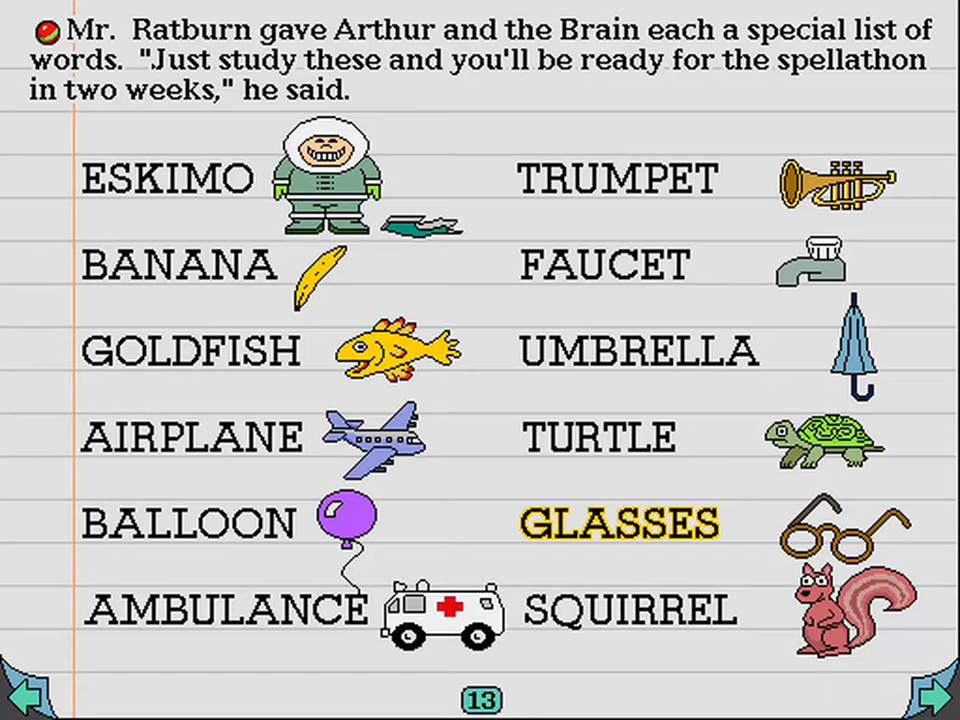 Mr. Ratburn gave Arthur and the Brain each a special list of
words. "Just study these and you'll be ready for the spellathon
in two weeks," he said.
ESKIMO
BANANA
GOLDFISH
AIRPLANE
BALLOON
AMBULANCE
TRUMPET
FAUCET
UMBRELLA
TURTLE
GLASSES
SQUIRREL
13